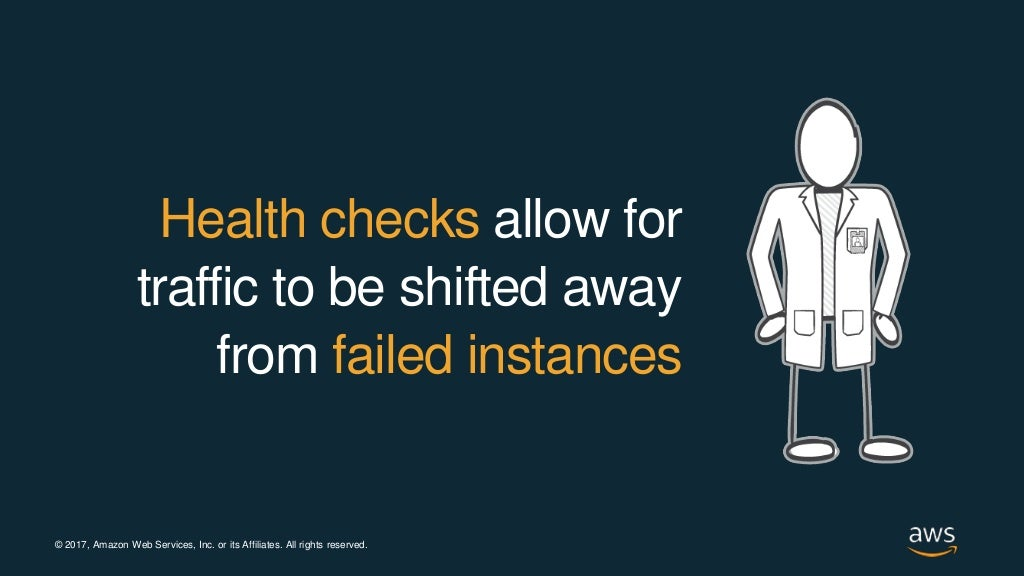 Health checks allow for
traffic to be shifted away
from failed instances
© 2017, Amazon Web Services, Inc. or its Affiliates. All rights reserved.
aws